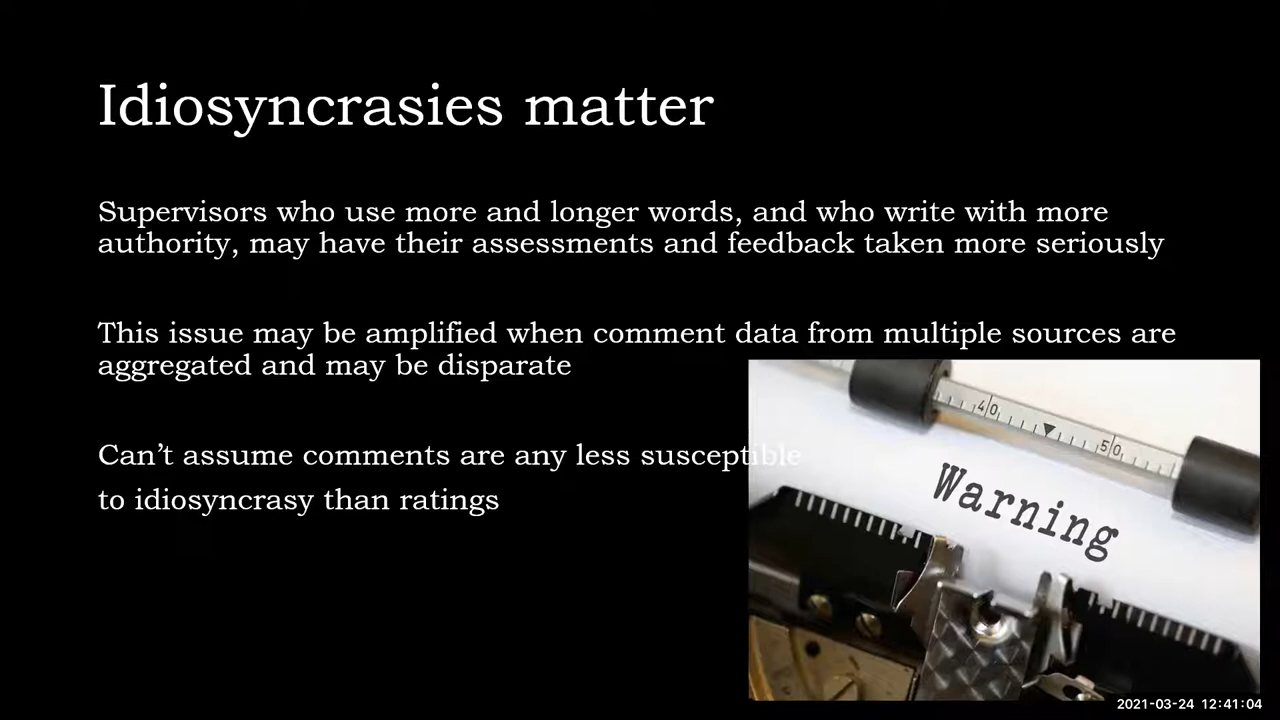 Idiosyncrasies matter
Supervisors who use more and longer words, and who write with more
authority, may have their assessments and feedback taken more seriously
This issue may be amplified when comment data from multiple sources are
aggregated and may be disparate
Can’t assume comments are any less susceptible
to idiosyncrasy than ratings
40
50
Warning
2021-03-24 12:41:04